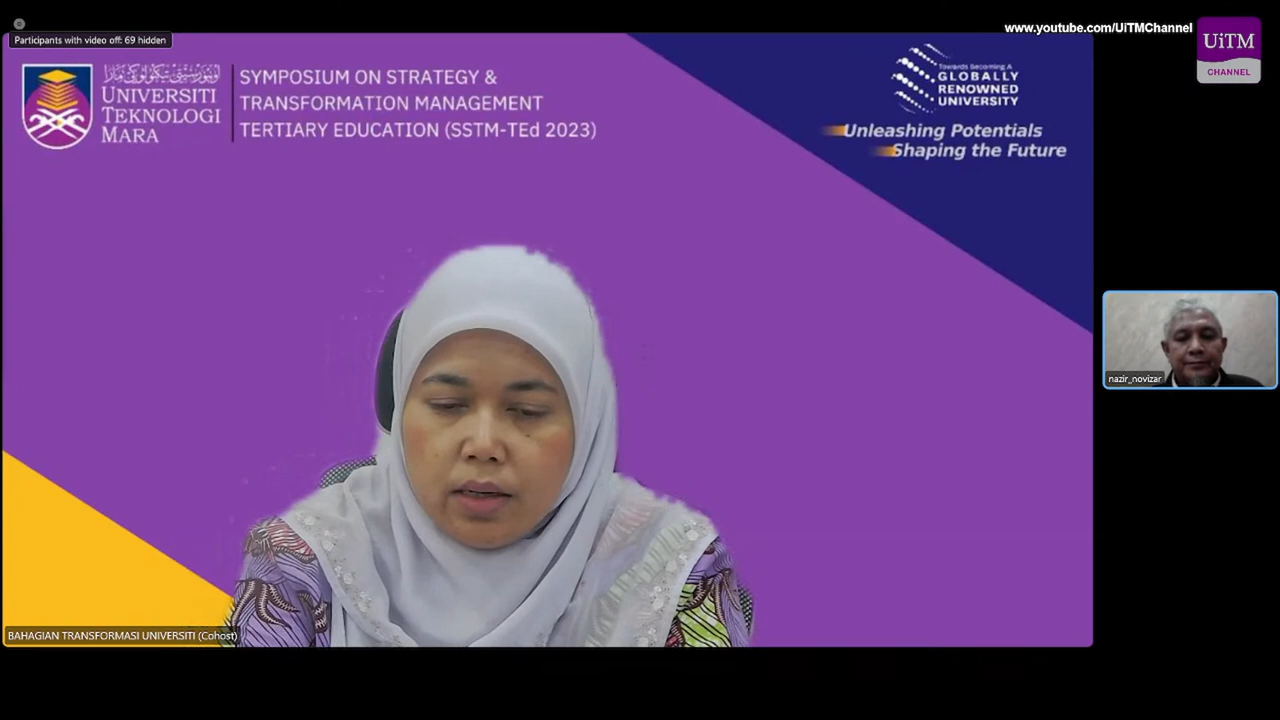 Participants with video off: 69 hidden
www.youtube.com/UiTMChannel
UiTM
CHANNEL
UNIVERSITI
TEKNOLOGI
MARA
SYMPOSIUM ON STRATEGY &
TRANSFORMATION MANAGEMENT
TERTIARY EDUCATION (SSTM-TEd 2023)
Towards Becoming A
GLOBALLY
RENOWNED
UNIVERSITY
Unleashing Potentials
Shaping the Future
nazir_novizar
BAHAGIAN TRANSFORMASI UNIVERSITI (Cohost)